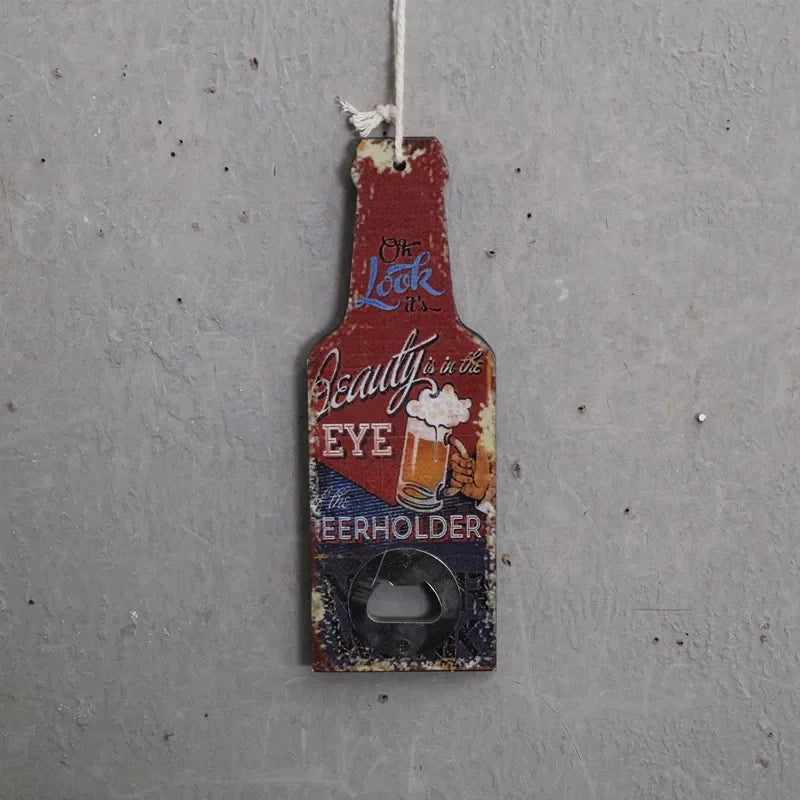 Oh
Look
it's
Beauty is in the
EYE
of the
EERHOLDER